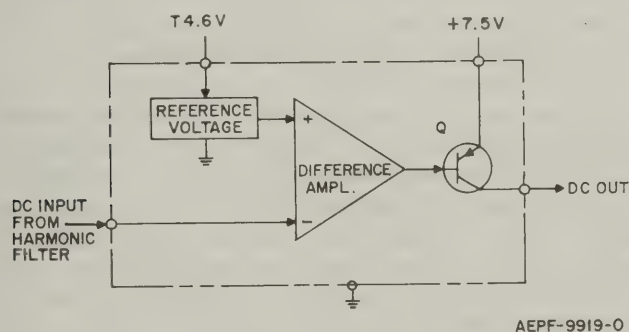 T4.6V
+7.5V
REFERENCE
VOLTAGE
+
Q
DIFFERENCE
AMPL.
DC OUT
DC INPUT
FROM
HARMONIC
FILTER
-
AEPF-9919-0